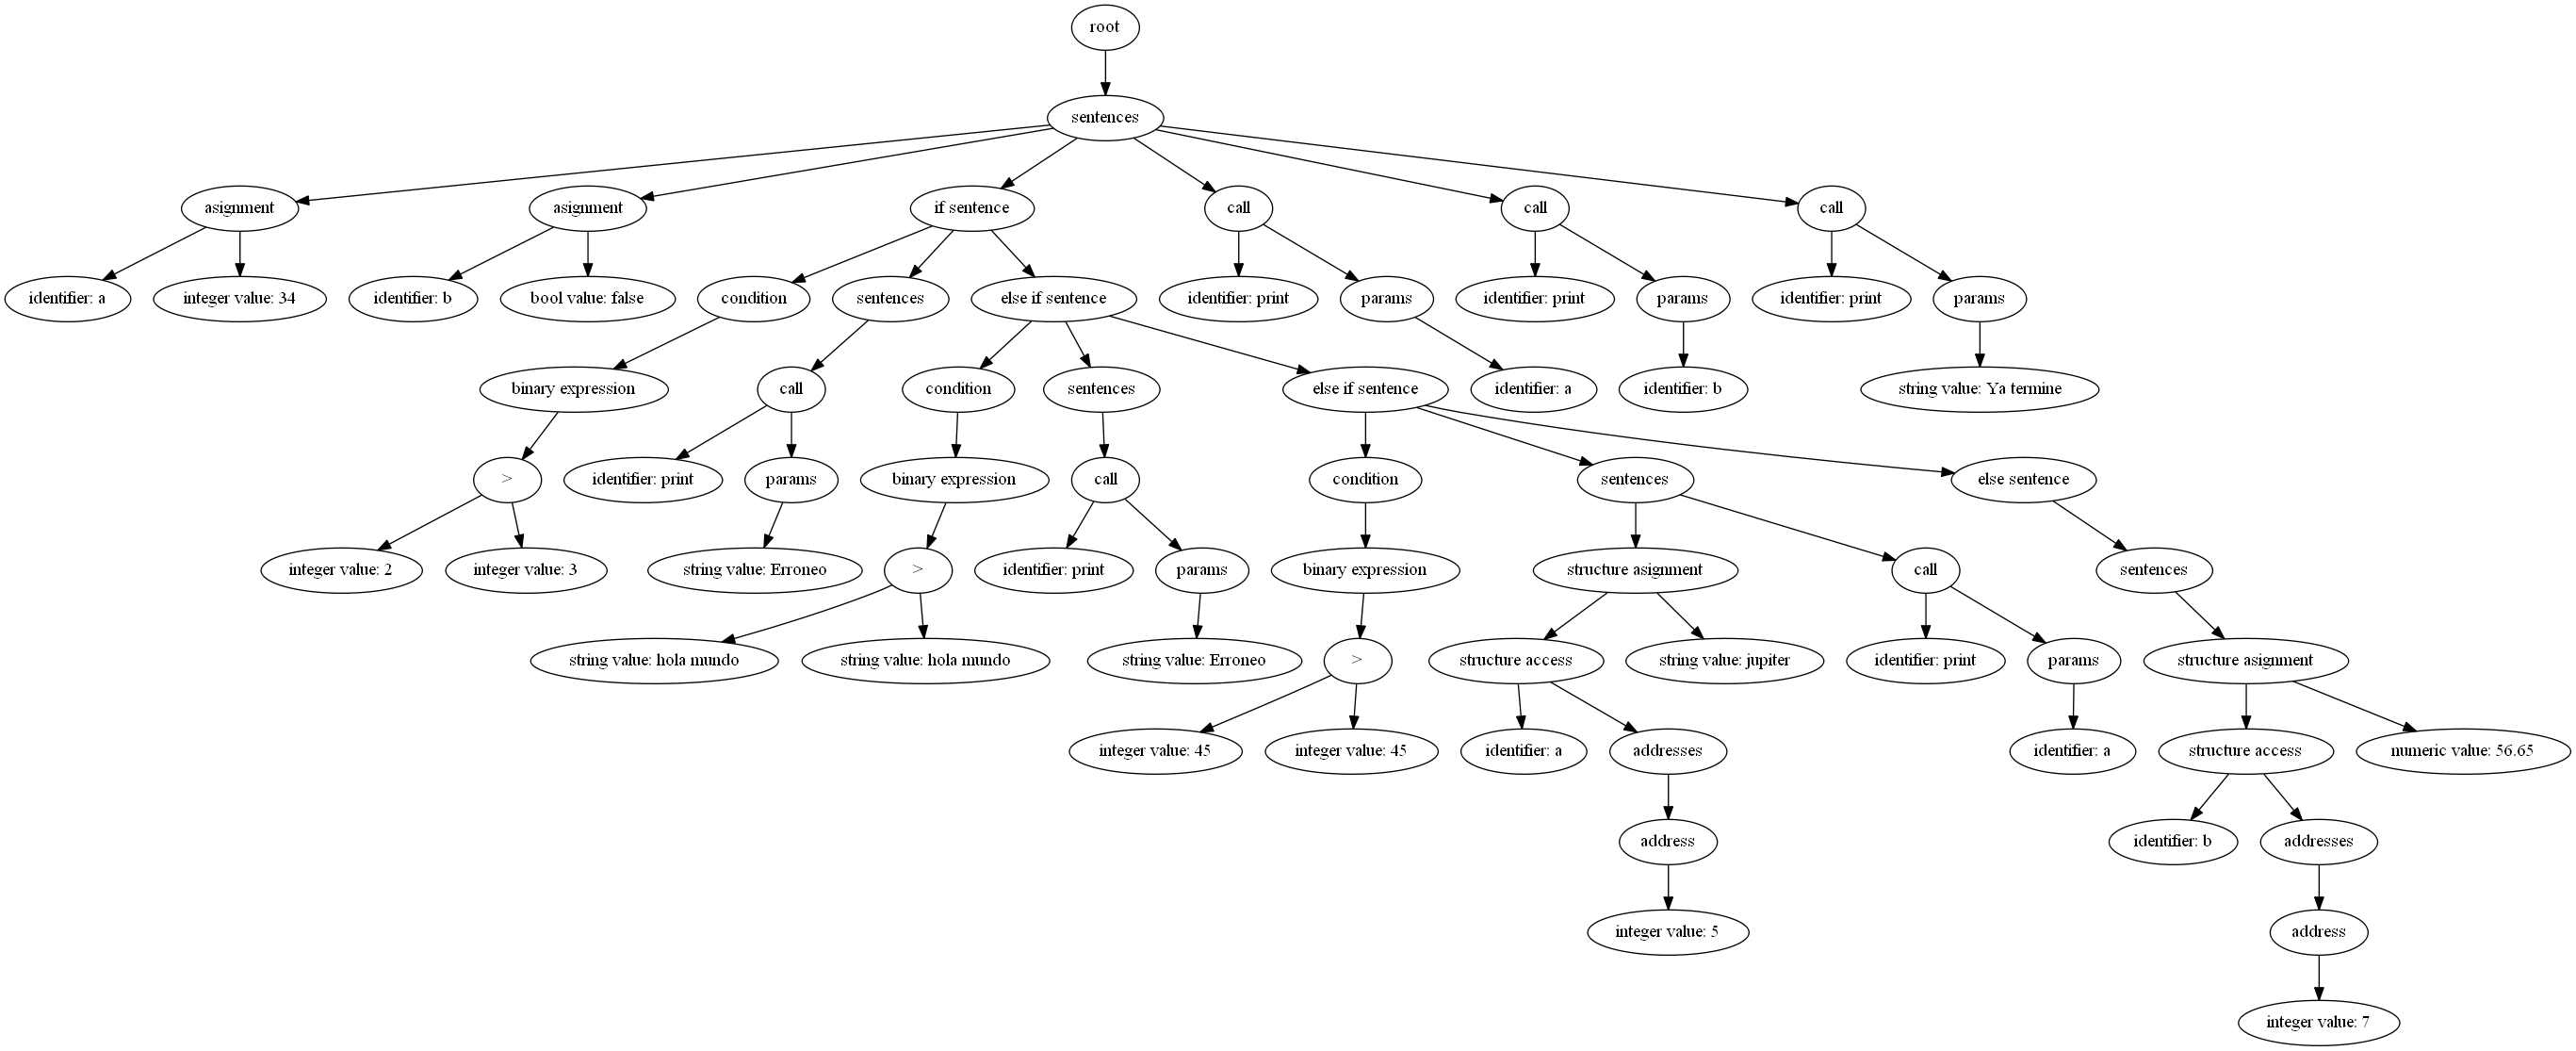 root
sentences
asignment
asignment
if sentence
call
call
call
identifier: a
integer value: 34
identifier: b
bool value: false
condition
sentences
else if sentence
identifier: print
params
identifier: print
params
identifier: print
params
binary expression
call
condition
sentences
else if sentence
identifier: a
identifier: b
string value: Ya termine
>
identifier: print
params
binary expression
call
condition
sentences
else sentence
integer value: 2
integer value: 3
string value: Erroneo
>
identifier: print
params
binary expression
structure asignment
call
sentences
string value: hola mundo
string value: hola mundo
string value: Erroneo
>
structure access
string value: jupiter
identifier: print
params
structure asignment
integer value: 45
integer value: 45
identifier: a
addresses
identifier: a
structure access
numeric value: 56.65
address
identifier: b
addresses
integer value: 5
address
integer value: 7